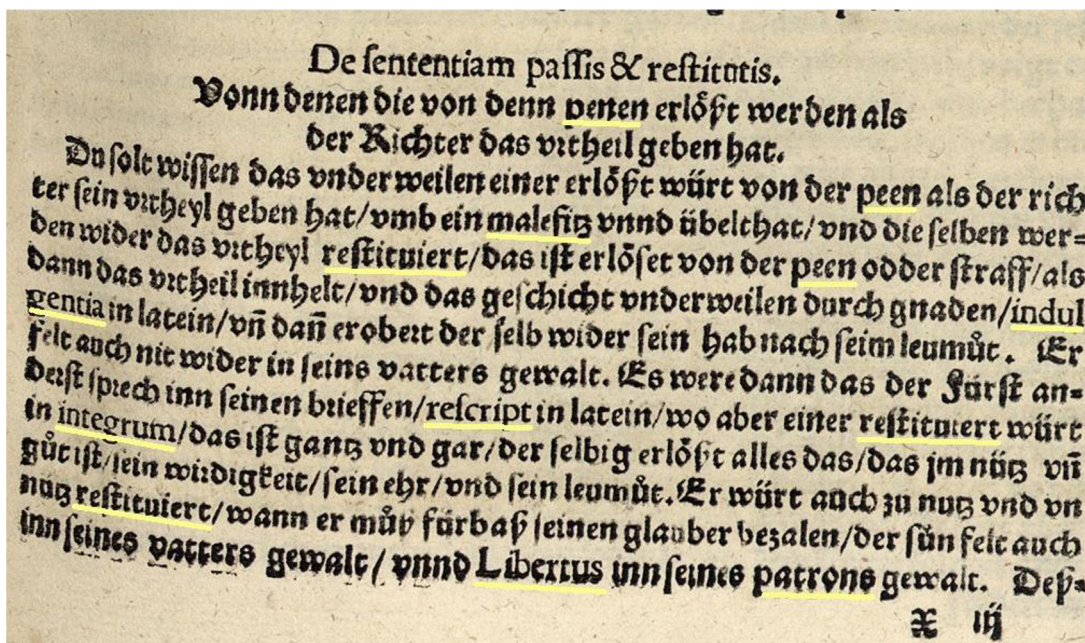 De ſententiam paſſis & reſtitutis.
Vonn denen die von denn penen erlöſzt werden als
der Richter das vrtheil geben hat.
Du ſolt wiſſen das vnderweilen einer erlöſzt würt von der peen als der rich
ter ſein vrtheyl geben hat/vmb ein malefitz vnnd übelthat/vnd die ſelben wer=
den wider das vrtheyl reſtituiert/das iſt erlöſet von der peen odder ſtraff/als
dann das vrtheil innhelt/vnd das geſchicht vnderweilen durch gnaden/indul
gentia in latein/vñ dañ erobert der ſelb wider ſein hab nach ſeim leumůt. Er
felt auch nit wider in ſeins vatters gewalt. Es were dann das der Fürſt an=
derſt ſprech inn ſeinen brieffen/reſcript in latein/wo aber einer reſtituiert würt
in integrum/das iſt gantz vnd gar/der ſelbig erlöſzt alles das/das jm nütz vñ
gůt iſt/ſein wirdigkeit/ſein ehr/vnd ſein leumůt. Er würt auch zu nutz vnd vn
nutz reſtituiert/wann er můſz fürbaſz ſeinen glauber bezalen/der ſůn felt auch
inn ſeines vatters gewalt/vnnd Libertus inn ſeines patrons gewalt. Deſz=
X iij